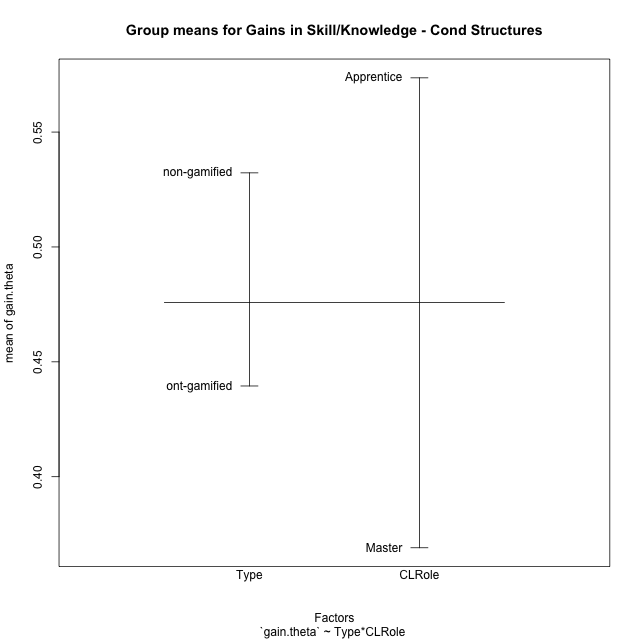 Group means for Gains in Skill/Knowledge - Cond Structures
Apprentice
0.55
non-gamified
0.50
mean of gain.theta
0.45
ont-gamified
0.40
Master
Type CLRole
Factors
`gain.theta` ~ Type*CLRole